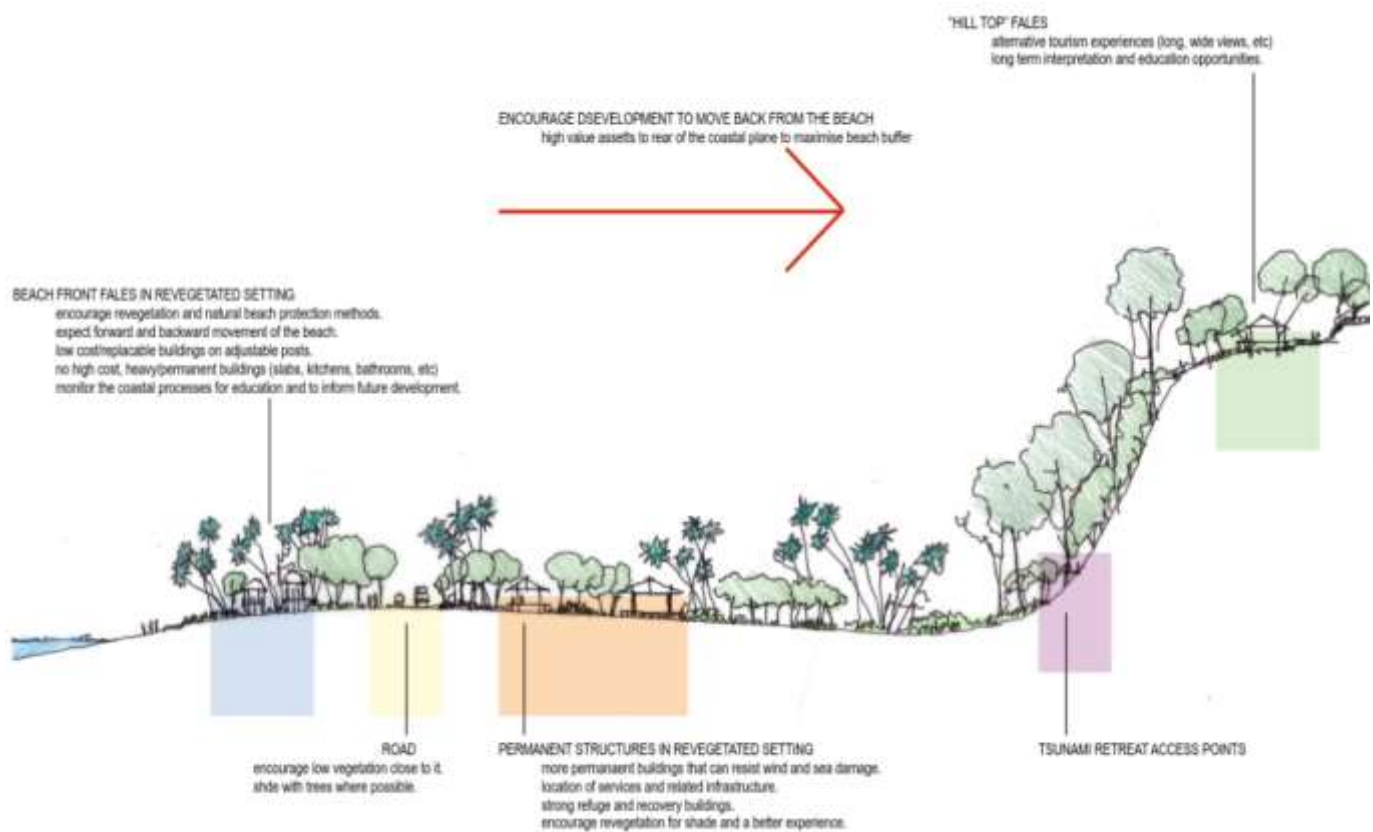 "HILL TOP" FALES
alternative tourism experiences (long, wide views, etc)
long term interpretation and education opportunities.
ENCOURAGE DSEVELOPMENT TO MOVE BACK FROM THE BEACH
high value assetts to rear of the coastal plane to maximise beach buffer
BEACH FRONT FALES IN REVEGETATED SETTING
encourage revegetation and natural beach protection methods.
expect forward and backward movement of the beach.
low cost/replacable buildings on adjustable posts.
no high cost, heavy/permanent buildings (slabs, kitchens, bathrooms, etc)
monitor the coastal processes for education and to inform future development.
ROAD
encourage low vegetation close to it.
shde with trees where possible.
PERMANENT STRUCTURES IN REVEGETATED SETTING
more permanaent buildings that can resist wind and sea damage.
location of services and related infrastructure.
strong refuge and recovery buildings.
encourage revegetation for shade and a better experience.
TSUNAMI RETREAT ACCESS POINTS